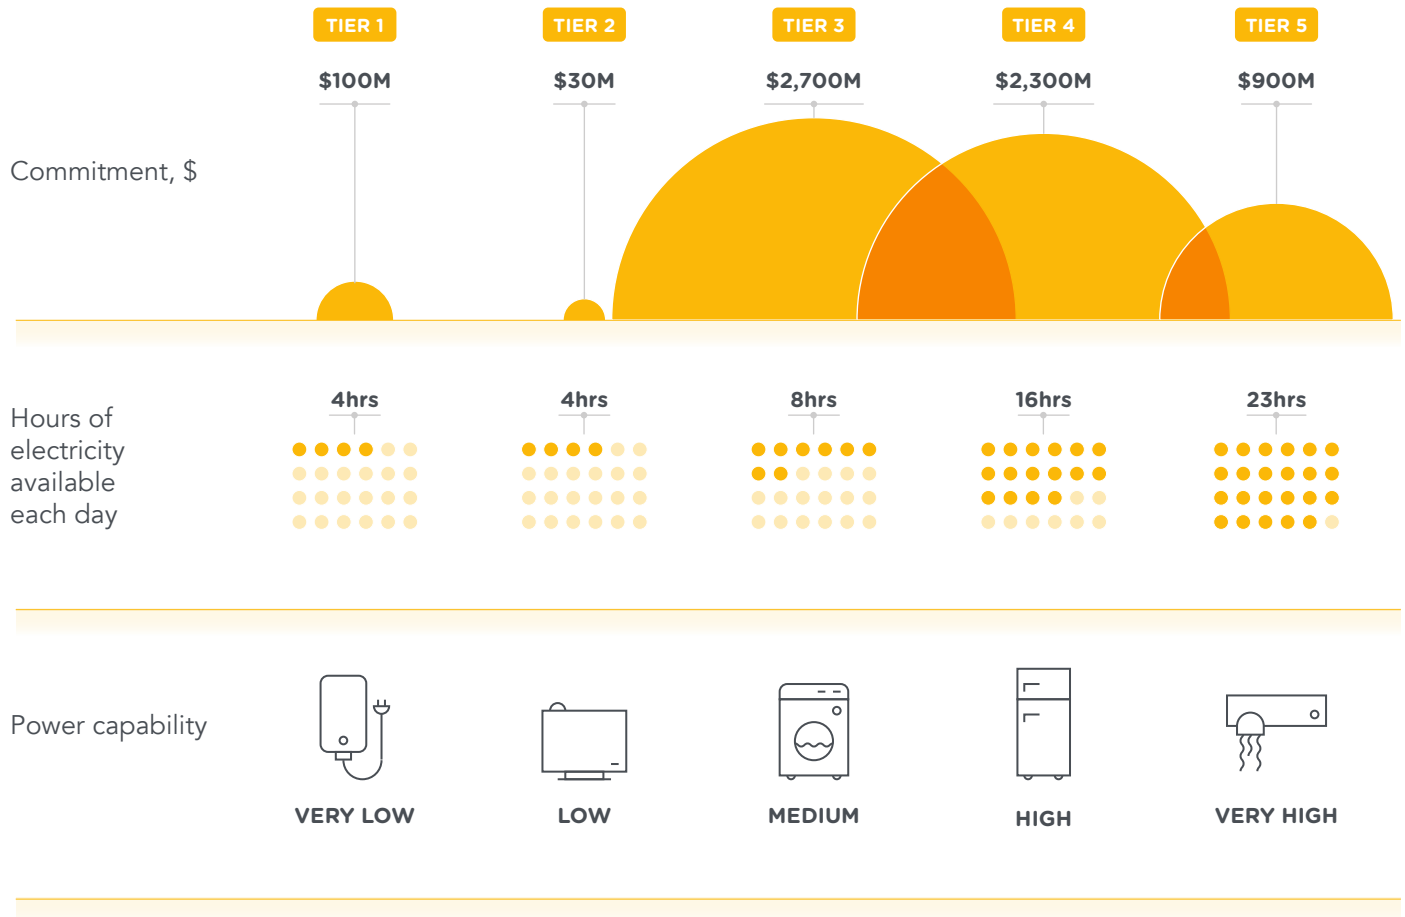 TIER 1
TIER 2
TIER 3
TIER 4
TIER 5
$100M
$30M
$2,700M
$2,300M
$900M
Commitment, $
4hrs
4hrs
8hrs
16hrs
23hrs
Hours of
electricity
available
each day
Power capability
VERY LOW
LOW
MEDIUM
HIGH
VERY HIGH